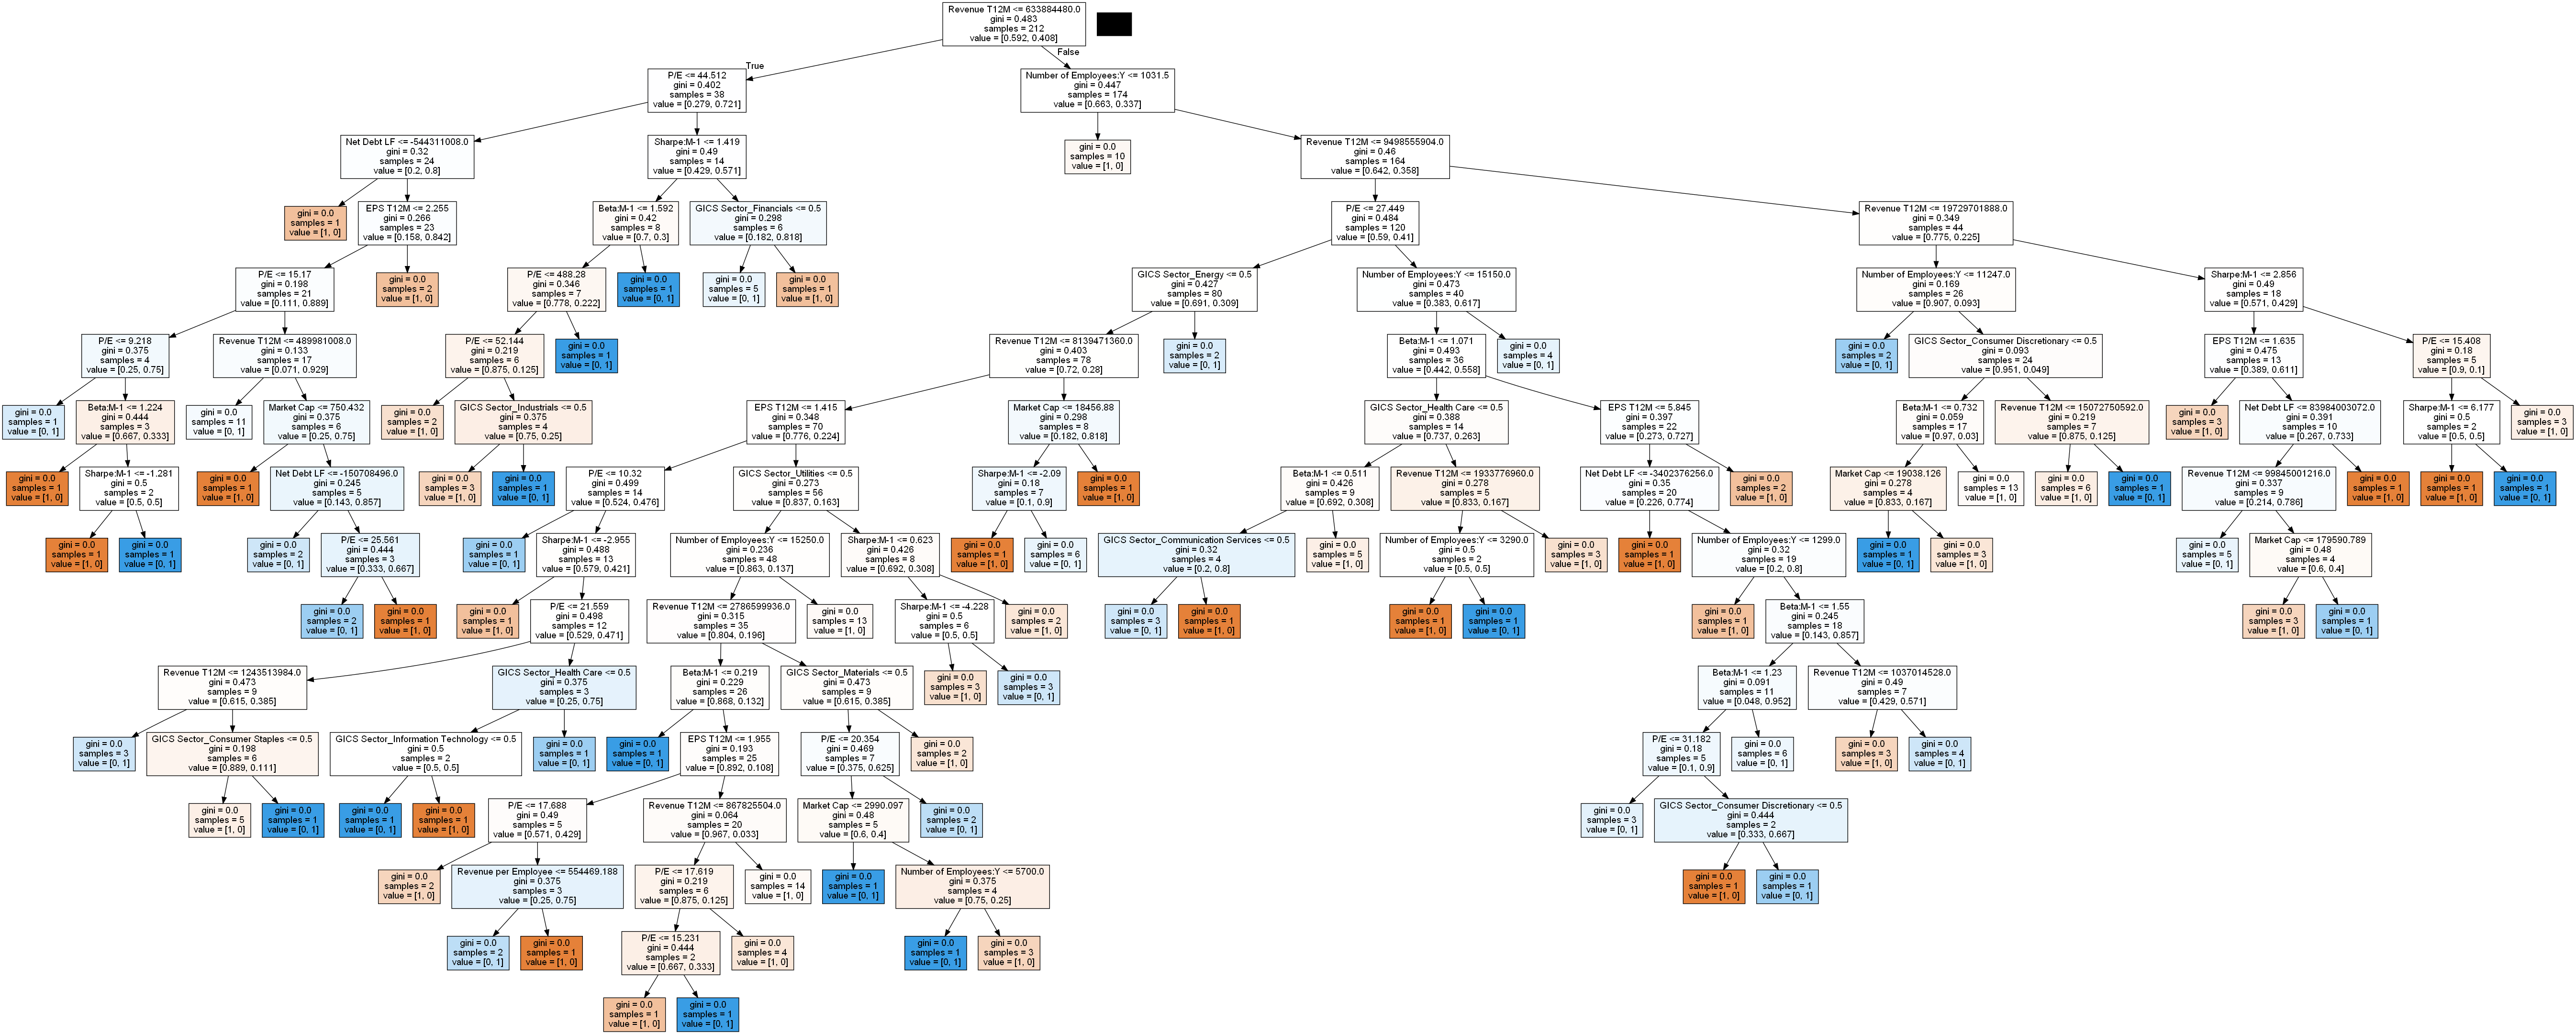 Revenue T12M <= 633884480.0
gini = 0.483
samples = 212
value = [0.592, 0.408]
True
False
P/E <= 44.512
gini = 0.402
samples = 38
value = [0.279, 0.721]
Number of Employees:Y <= 1031.5
gini = 0.447
samples = 174
value = [0.663, 0.337]
Net Debt LF <= -544311008.0
gini = 0.32
samples = 24
value = [0.2, 0.8]
Sharpe:M-1 <= 1.419
gini = 0.49
samples = 14
value = [0.429, 0.571]
gini = 0.0
samples = 10
value = [1, 0]
Revenue T12M <= 9498555904.0
gini = 0.46
samples = 164
value = [0.642, 0.358]
gini = 0.0
samples = 1
value = [1, 0]
EPS T12M <= 2.255
gini = 0.266
samples = 23
value = [0.158, 0.842]
Beta:M-1 <= 1.592
gini = 0.42
samples = 8
value = [0.7, 0.3]
GICS Sector_Financials <= 0.5
gini = 0.298
samples = 6
value = [0.182, 0.818]
P/E <= 27.449
gini = 0.484
samples = 120
value = [0.59, 0.41]
Revenue T12M <= 19729701888.0
gini = 0.349
samples = 44
value = [0.775, 0.225]
P/E <= 15.17
gini = 0.198
samples = 21
value = [0.111, 0.889]
gini = 0.0
samples = 2
value = [1, 0]
P/E <= 488.28
gini = 0.346
samples = 7
value = [0.778, 0.222]
gini = 0.0
samples = 1
value = [0, 1]
gini = 0.0
samples = 5
value = [0, 1]
gini = 0.0
samples = 1
value = [1, 0]
GICS Sector_Energy <= 0.5
gini = 0.427
samples = 80
value = [0.691, 0.309]
Number of Employees:Y <= 15150.0
gini = 0.473
samples = 40
value = [0.383, 0.617]
Number of Employees:Y <= 11247.0
gini = 0.169
samples = 26
value = [0.907, 0.093]
Sharpe:M-1 <= 2.856
gini = 0.49
samples = 18
value = [0.571, 0.429]
P/E <= 9.218
gini = 0.375
samples = 4
value = [0.25, 0.75]
Revenue T12M <= 489981008.0
gini = 0.133
samples = 17
value = [0.071, 0.929]
P/E <= 52.144
gini = 0.219
samples = 6
value = [0.875, 0.125]
gini = 0.0
samples = 1
value = [0, 1]
Revenue T12M <= 8139471360.0
gini = 0.403
samples = 78
value = [0.72, 0.28]
gini = 0.0
samples = 2
value = [0, 1]
Beta:M-1 <= 1.071
gini = 0.493
samples = 36
value = [0.442, 0.558]
gini = 0.0
samples = 4
value = [0, 1]
gini = 0.0
samples = 2
value = [0, 1]
GICS Sector_Consumer Discretionary <= 0.5
gini = 0.093
samples = 24
value = [0.951, 0.049]
EPS T12M <= 1.635
gini = 0.475
samples = 13
value = [0.389, 0.611]
P/E <= 15.408
gini = 0.18
samples = 5
value = [0.9, 0.1]
gini = 0.0
samples = 1
value = [0, 1]
Beta:M-1 <= 1.224
gini = 0.444
samples = 3
value = [0.667, 0.333]
gini = 0.0
samples = 11
value = [0, 1]
Market Cap <= 750.432
gini = 0.375
samples = 6
value = [0.25, 0.75]
gini = 0.0
samples = 2
value = [1, 0]
GICS Sector_Industrials <= 0.5
gini = 0.375
samples = 4
value = [0.75, 0.25]
EPS T12M <= 1.415
gini = 0.348
samples = 70
value = [0.776, 0.224]
Market Cap <= 18456.88
gini = 0.298
samples = 8
value = [0.182, 0.818]
GICS Sector_Health Care <= 0.5
gini = 0.388
samples = 14
value = [0.737, 0.263]
EPS T12M <= 5.845
gini = 0.397
samples = 22
value = [0.273, 0.727]
Beta:M-1 <= 0.732
gini = 0.059
samples = 17
value = [0.97, 0.03]
Revenue T12M <= 15072750592.0
gini = 0.219
samples = 7
value = [0.875, 0.125]
gini = 0.0
samples = 3
value = [1, 0]
Net Debt LF <= 83984003072.0
gini = 0.391
samples = 10
value = [0.267, 0.733]
Sharpe:M-1 <= 6.177
gini = 0.5
samples = 2
value = [0.5, 0.5]
gini = 0.0
samples = 3
value = [1, 0]
gini = 0.0
samples = 1
value = [1, 0]
Sharpe:M-1 <= -1.281
gini = 0.5
samples = 2
value = [0.5, 0.5]
gini = 0.0
samples = 1
value = [1, 0]
Net Debt LF <= -150708496.0
gini = 0.245
samples = 5
value = [0.143, 0.857]
gini = 0.0
samples = 3
value = [1, 0]
gini = 0.0
samples = 1
value = [0, 1]
P/E <= 10.32
gini = 0.499
samples = 14
value = [0.524, 0.476]
GICS Sector_Utilities <= 0.5
gini = 0.273
samples = 56
value = [0.837, 0.163]
Sharpe:M-1 <= -2.09
gini = 0.18
samples = 7
value = [0.1, 0.9]
gini = 0.0
samples = 1
value = [1, 0]
Beta:M-1 <= 0.511
gini = 0.426
samples = 9
value = [0.692, 0.308]
Revenue T12M <= 1933776960.0
gini = 0.278
samples = 5
value = [0.833, 0.167]
Net Debt LF <= -3402376256.0
gini = 0.35
samples = 20
value = [0.226, 0.774]
gini = 0.0
samples = 2
value = [1, 0]
Market Cap <= 19038.126
gini = 0.278
samples = 4
value = [0.833, 0.167]
gini = 0.0
samples = 13
value = [1, 0]
gini = 0.0
samples = 6
value = [1, 0]
gini = 0.0
samples = 1
value = [0, 1]
Revenue T12M <= 99845001216.0
gini = 0.337
samples = 9
value = [0.214, 0.786]
gini = 0.0
samples = 1
value = [1, 0]
gini = 0.0
samples = 1
value = [1, 0]
gini = 0.0
samples = 1
value = [0, 1]
gini = 0.0
samples = 1
value = [1, 0]
gini = 0.0
samples = 1
value = [0, 1]
gini = 0.0
samples = 2
value = [0, 1]
P/E <= 25.561
gini = 0.444
samples = 3
value = [0.333, 0.667]
gini = 0.0
samples = 1
value = [0, 1]
Sharpe:M-1 <= -2.955
gini = 0.488
samples = 13
value = [0.579, 0.421]
Number of Employees:Y <= 15250.0
gini = 0.236
samples = 48
value = [0.863, 0.137]
Sharpe:M-1 <= 0.623
gini = 0.426
samples = 8
value = [0.692, 0.308]
gini = 0.0
samples = 1
value = [1, 0]
gini = 0.0
samples = 6
value = [0, 1]
GICS Sector_Communication Services <= 0.5
gini = 0.32
samples = 4
value = [0.2, 0.8]
gini = 0.0
samples = 5
value = [1, 0]
Number of Employees:Y <= 3290.0
gini = 0.5
samples = 2
value = [0.5, 0.5]
gini = 0.0
samples = 3
value = [1, 0]
gini = 0.0
samples = 1
value = [1, 0]
Number of Employees:Y <= 1299.0
gini = 0.32
samples = 19
value = [0.2, 0.8]
gini = 0.0
samples = 1
value = [0, 1]
gini = 0.0
samples = 3
value = [1, 0]
gini = 0.0
samples = 5
value = [0, 1]
Market Cap <= 179590.789
gini = 0.48
samples = 4
value = [0.6, 0.4]
gini = 0.0
samples = 2
value = [0, 1]
gini = 0.0
samples = 1
value = [1, 0]
gini = 0.0
samples = 1
value = [1, 0]
P/E <= 21.559
gini = 0.498
samples = 12
value = [0.529, 0.471]
Revenue T12M <= 2786599936.0
gini = 0.315
samples = 35
value = [0.804, 0.196]
gini = 0.0
samples = 13
value = [1, 0]
Sharpe:M-1 <= -4.228
gini = 0.5
samples = 6
value = [0.5, 0.5]
gini = 0.0
samples = 2
value = [1, 0]
gini = 0.0
samples = 3
value = [0, 1]
gini = 0.0
samples = 1
value = [1, 0]
gini = 0.0
samples = 1
value = [1, 0]
gini = 0.0
samples = 1
value = [0, 1]
gini = 0.0
samples = 1
value = [1, 0]
Beta:M-1 <= 1.55
gini = 0.245
samples = 18
value = [0.143, 0.857]
gini = 0.0
samples = 3
value = [1, 0]
gini = 0.0
samples = 1
value = [0, 1]
Revenue T12M <= 1243513984.0
gini = 0.473
samples = 9
value = [0.615, 0.385]
GICS Sector_Health Care <= 0.5
gini = 0.375
samples = 3
value = [0.25, 0.75]
Beta:M-1 <= 0.219
gini = 0.229
samples = 26
value = [0.868, 0.132]
GICS Sector_Materials <= 0.5
gini = 0.473
samples = 9
value = [0.615, 0.385]
gini = 0.0
samples = 3
value = [1, 0]
gini = 0.0
samples = 3
value = [0, 1]
Beta:M-1 <= 1.23
gini = 0.091
samples = 11
value = [0.048, 0.952]
Revenue T12M <= 1037014528.0
gini = 0.49
samples = 7
value = [0.429, 0.571]
gini = 0.0
samples = 3
value = [0, 1]
GICS Sector_Consumer Staples <= 0.5
gini = 0.198
samples = 6
value = [0.889, 0.111]
GICS Sector_Information Technology <= 0.5
gini = 0.5
samples = 2
value = [0.5, 0.5]
gini = 0.0
samples = 1
value = [0, 1]
gini = 0.0
samples = 1
value = [0, 1]
EPS T12M <= 1.955
gini = 0.193
samples = 25
value = [0.892, 0.108]
P/E <= 20.354
gini = 0.469
samples = 7
value = [0.375, 0.625]
gini = 0.0
samples = 2
value = [1, 0]
P/E <= 31.182
gini = 0.18
samples = 5
value = [0.1, 0.9]
gini = 0.0
samples = 6
value = [0, 1]
gini = 0.0
samples = 3
value = [1, 0]
gini = 0.0
samples = 4
value = [0, 1]
gini = 0.0
samples = 5
value = [1, 0]
gini = 0.0
samples = 1
value = [0, 1]
gini = 0.0
samples = 1
value = [0, 1]
gini = 0.0
samples = 1
value = [1, 0]
P/E <= 17.688
gini = 0.49
samples = 5
value = [0.571, 0.429]
Revenue T12M <= 867825504.0
gini = 0.064
samples = 20
value = [0.967, 0.033]
Market Cap <= 2990.097
gini = 0.48
samples = 5
value = [0.6, 0.4]
gini = 0.0
samples = 2
value = [0, 1]
gini = 0.0
samples = 3
value = [0, 1]
GICS Sector_Consumer Discretionary <= 0.5
gini = 0.444
samples = 2
value = [0.333, 0.667]
gini = 0.0
samples = 2
value = [1, 0]
Revenue per Employee <= 554469.188
gini = 0.375
samples = 3
value = [0.25, 0.75]
P/E <= 17.619
gini = 0.219
samples = 6
value = [0.875, 0.125]
gini = 0.0
samples = 14
value = [1, 0]
gini = 0.0
samples = 1
value = [0, 1]
Number of Employees:Y <= 5700.0
gini = 0.375
samples = 4
value = [0.75, 0.25]
gini = 0.0
samples = 1
value = [1, 0]
gini = 0.0
samples = 1
value = [0, 1]
gini = 0.0
samples = 2
value = [0, 1]
gini = 0.0
samples = 1
value = [1, 0]
P/E <= 15.231
gini = 0.444
samples = 2
value = [0.667, 0.333]
gini = 0.0
samples = 4
value = [1, 0]
gini = 0.0
samples = 1
value = [0, 1]
gini = 0.0
samples = 3
value = [1, 0]
gini = 0.0
samples = 1
value = [1, 0]
gini = 0.0
samples = 1
value = [0, 1]